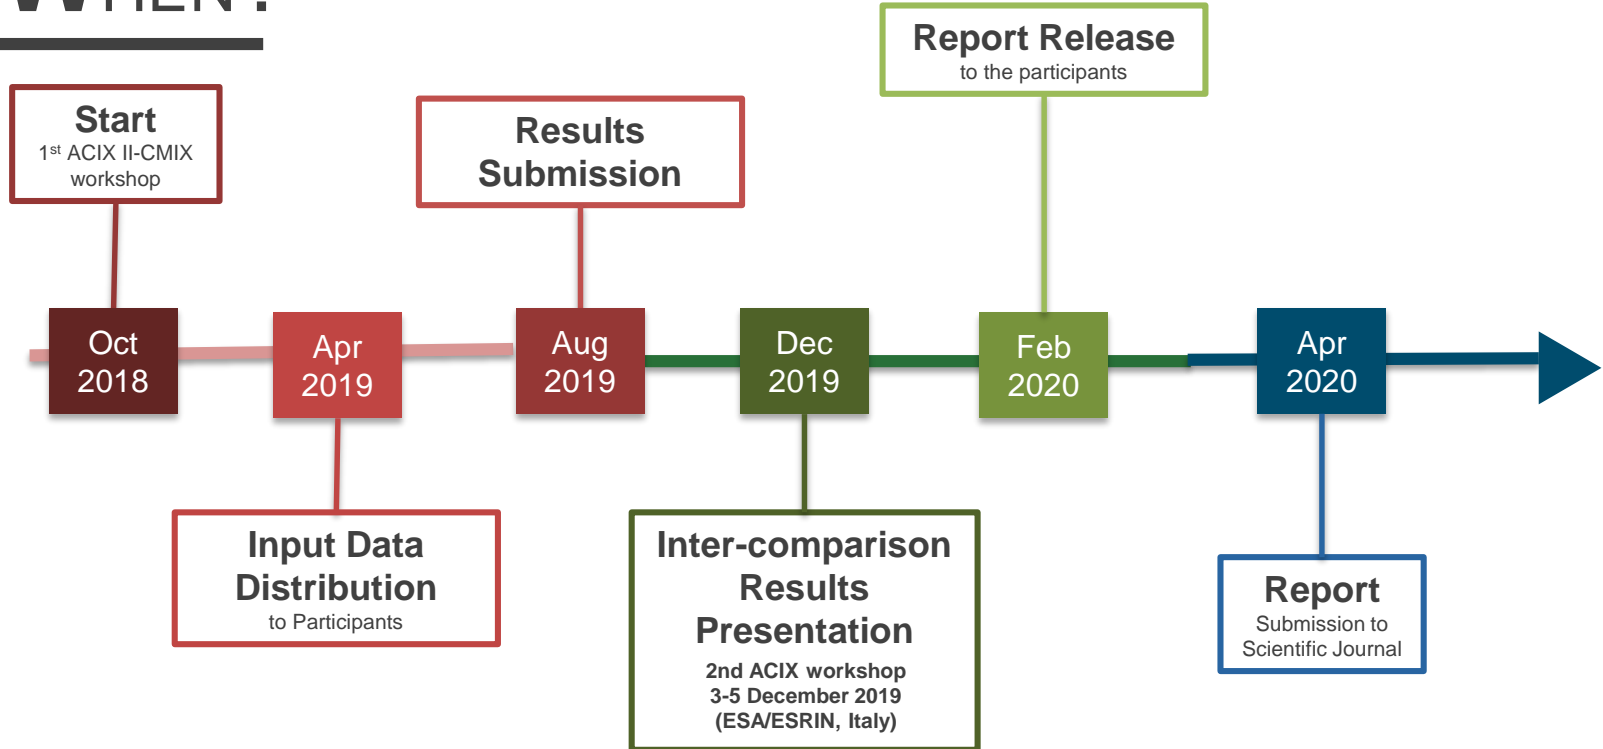 WHEN?
Start
1st ACIX II-CMIX
workshop
Results
Submission
Report Release
to the participants
Oct
2018
Apr
2019
Aug
2019
Dec
2019
Feb
2020
Apr
2020
Input Data
Distribution
to Participants
Inter-comparison
Results
Presentation
2nd ACIX workshop
3-5 December 2019
(ESA/ESRIN, Italy)
Report
Submission to
Scientific Journal